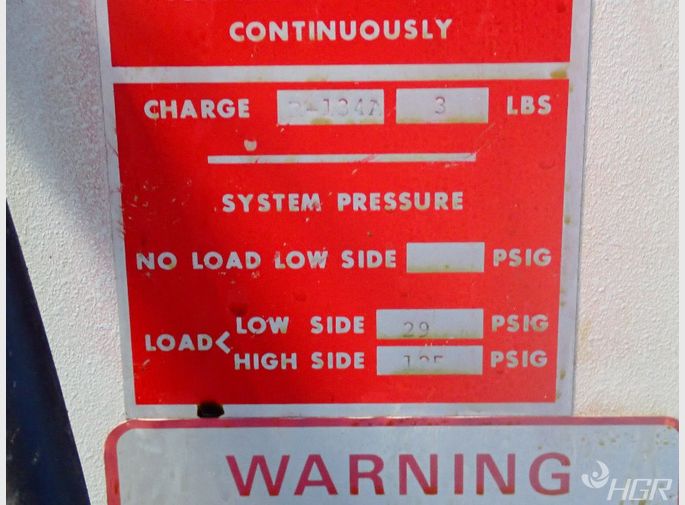 CONTINUOUSLY
CHARGE R-134A 3 LBS
SYSTEM PRESSURE
NO LOAD LOW SIDE PSIG
LOAD< LOW SIDE 29 PSIG
HIGH SIDE PSIG
WARNING
HGR